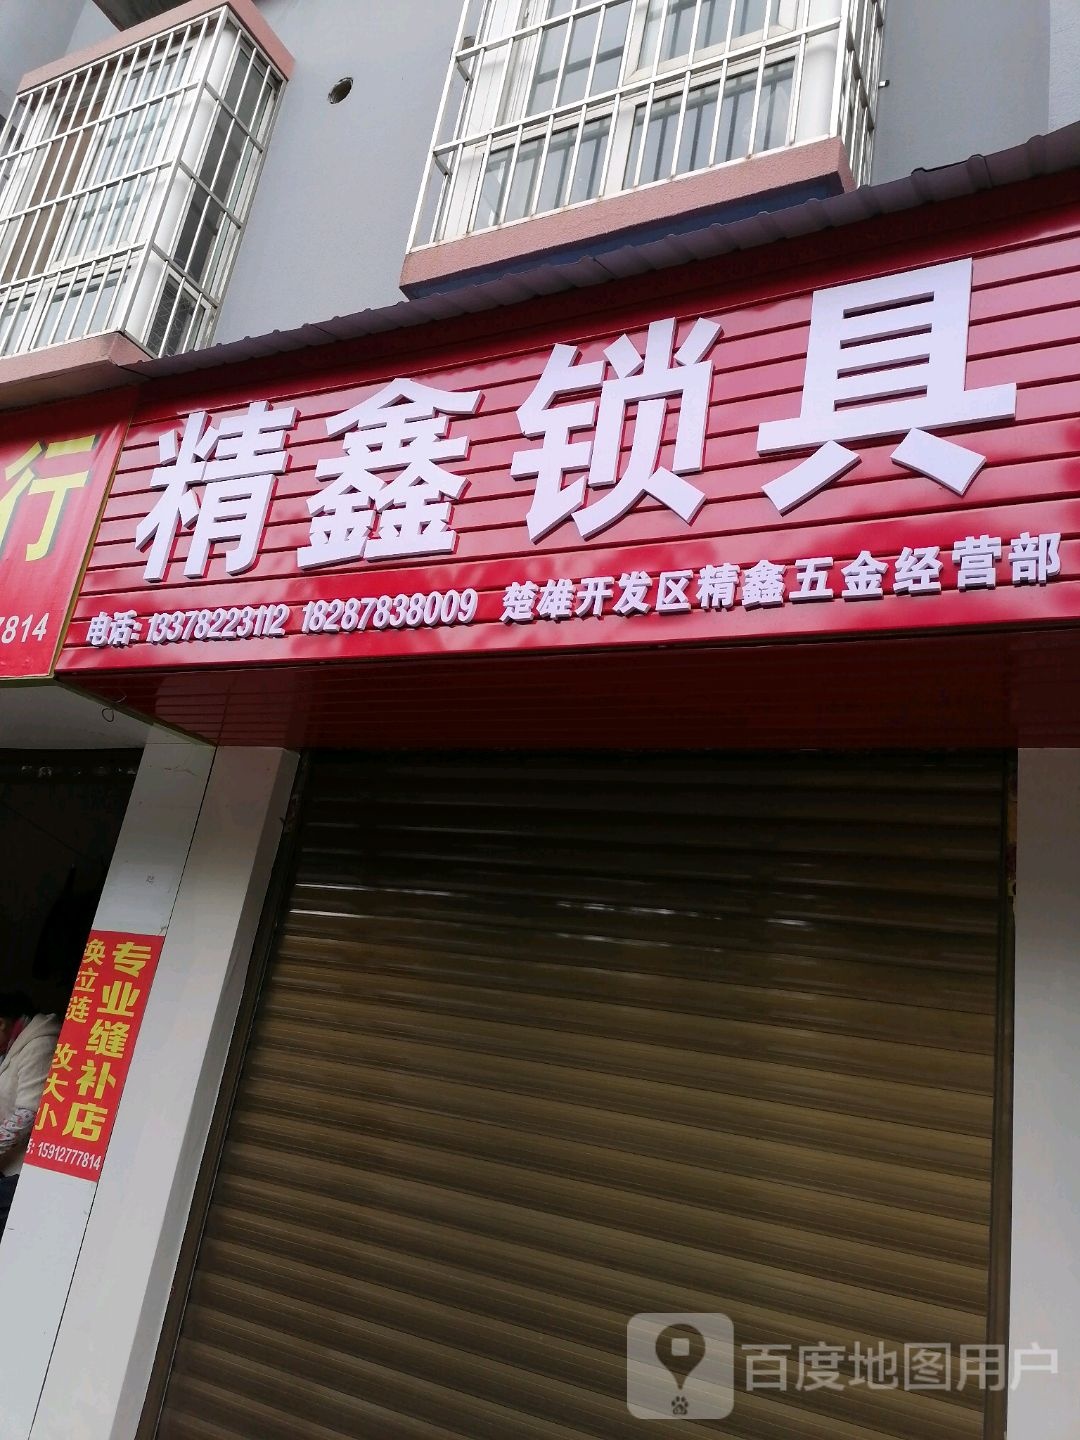 行
7814
精鑫锁具
电话:13378223112 18287838009 楚雄开发区精鑫五金经营部
专业缝补店
换拉链 改大小
话:15912777814
百度地图用户